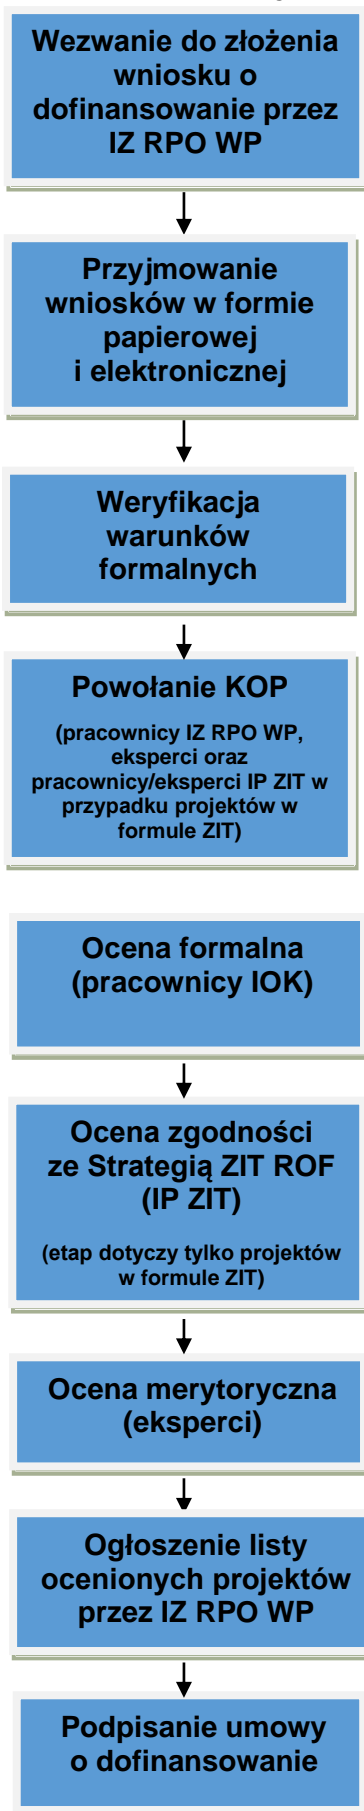 Wezwanie do złożenia
wniosku o
dofinansowanie przez
IZ RPO WP
Przyjmowanie
wniosków w formie
papierowej
i elektronicznej
Weryfikacja
warunków
formalnych
Powołanie KOP
(pracownicy IZ RPO WP,
eksperci oraz
pracownicy/eksperci IP ZIT w
przypadku projektów w
formule ZIT)
Ocena formalna
(pracownicy IOK)
Ocena zgodności
ze Strategią ZIT ROF
(IP ZIT)
(etap dotyczy tylko projektów
w formule ZIT)
Ocena merytoryczna
(eksperci)
Ogłoszenie listy
ocenionych projektów
przez IZ RPO WP
Podpisanie umowy
o dofinansowanie